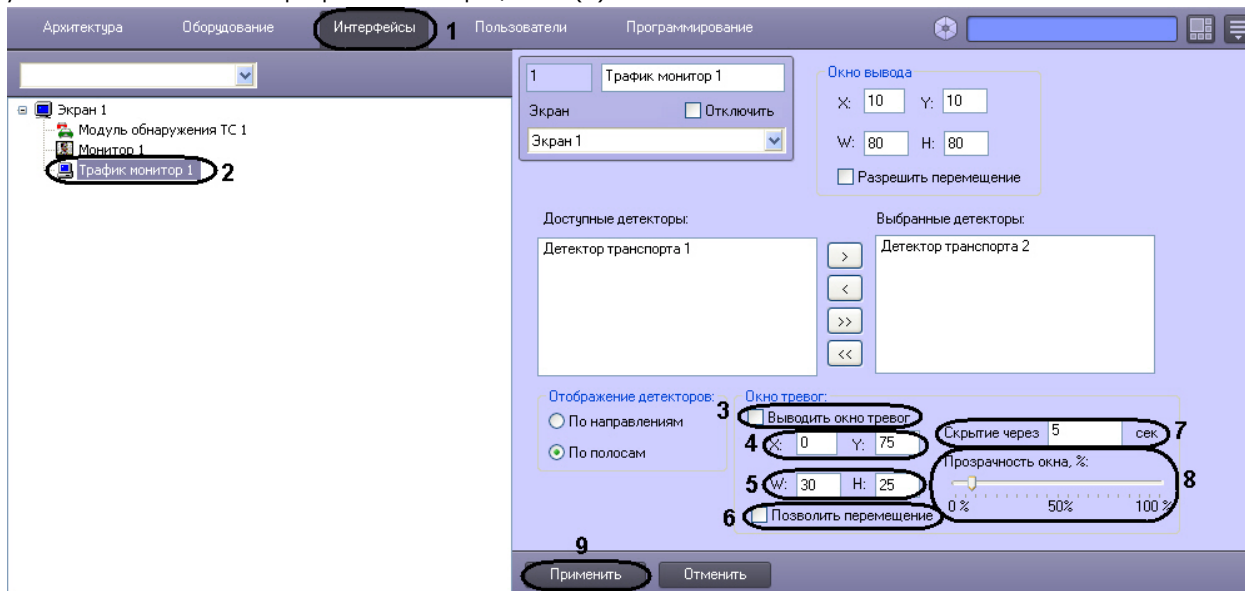 Архитектура Оборудование Интерфейсы 1 Пользователи Программирование
1 Трафик монитор 1
Экран Отключить
Экран 1
Окно вывода
X: 10 Y: 10
W: 80 H: 80
Разрешить перемещение
Экран 1
Модуль обнаружения ТС 1
Монитор 1
Трафик монитор 1 2
Доступные детекторы: Выбранные детекторы:
Детектор транспорта 1 Детектор транспорта 2
>
<
>>
<<
Отображение детекторов:
По направлениям
По полосам
Окно тревог:
3 Выводить окно тревог
4 X: 0 Y: 75
5 W: 30 H: 25
6 Позволить перемещение
Скрытие через 5 сек 7
Прозрачность окна, %:
8
0 % 50% 100 %
9
Применить Отменить